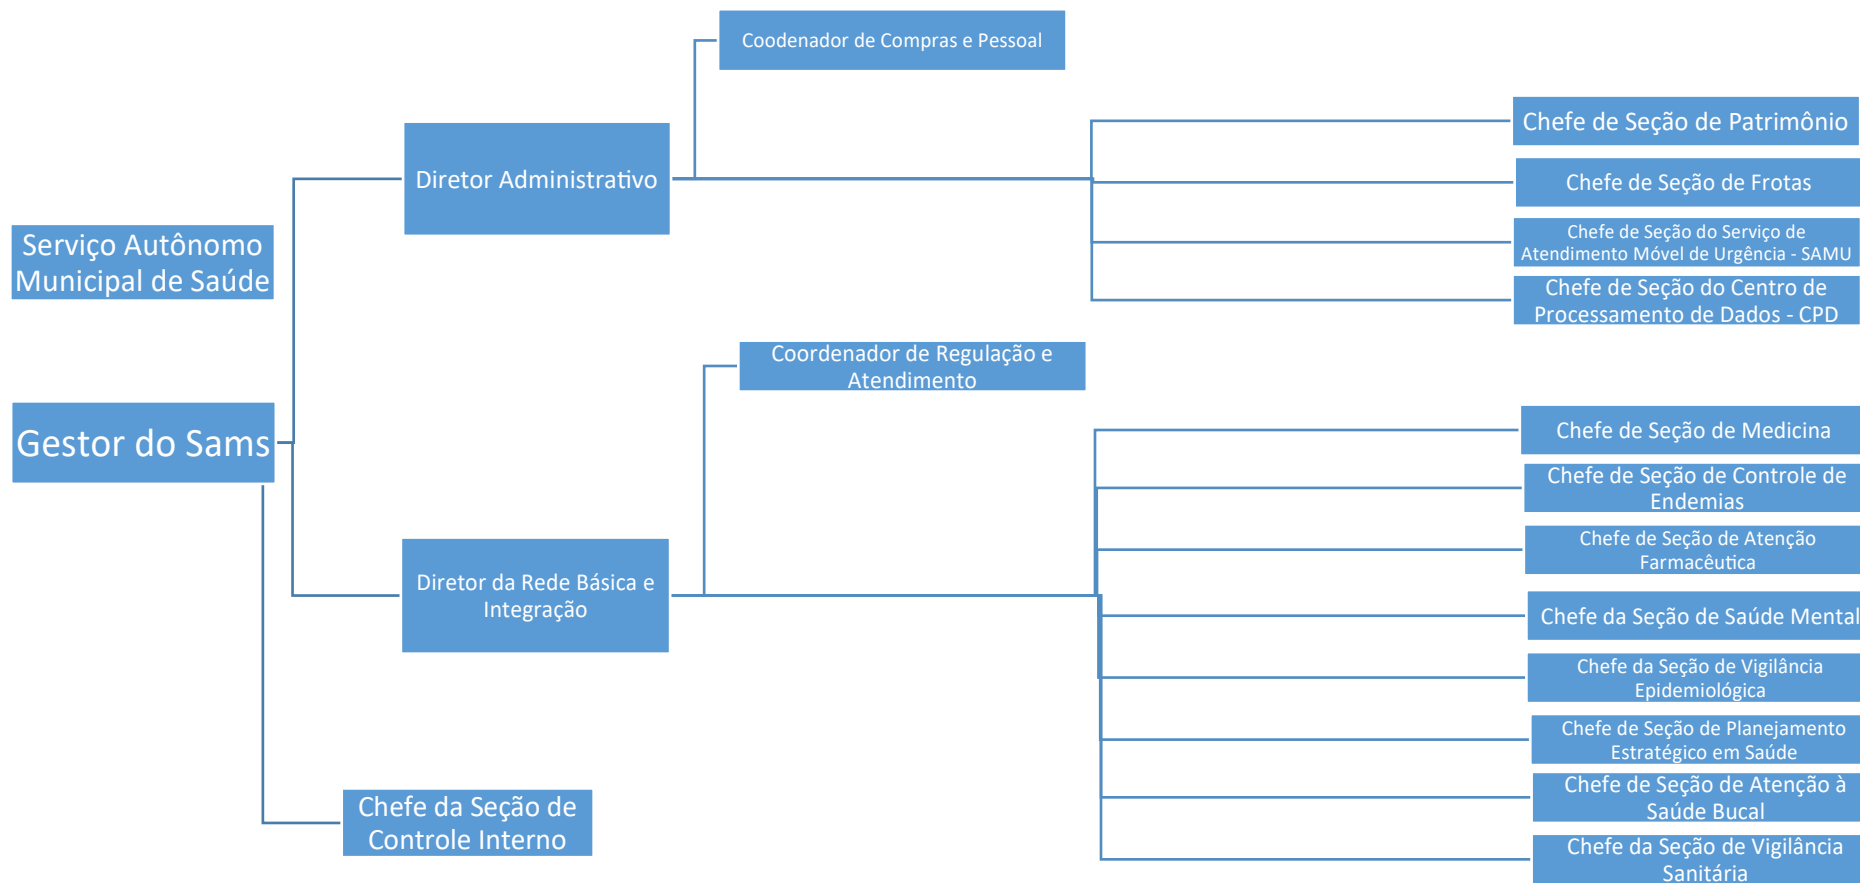 Coodenador de Compras e Pessoal
Chefe de Seção de Patrimônio
Diretor Administrativo
Chefe de Seção de Frotas
Serviço Autônomo
Municipal de Saúde
Chefe de Seção do Serviço de
Atendimento Móvel de Urgência - SAMU
Chefe de Seção do Centro de
Processamento de Dados - CPD
Coordenador de Regulação e
Atendimento
Gestor do Sams
Chefe de Seção de Medicina
Chefe de Seção de Controle de
Endemias
Chefe de Seção de Atenção
Farmacêutica
Diretor da Rede Básica e
Integração
Chefe da Seção de Saúde Mental
Chefe da Seção de Vigilância
Epidemiológica
Chefe de Seção de Planejamento
Estratégico em Saúde
Chefe de Seção de Atenção à
Saúde Bucal
Chefe da Seção de
Controle Interno
Chefe da Seção de Vigilância
Sanitária